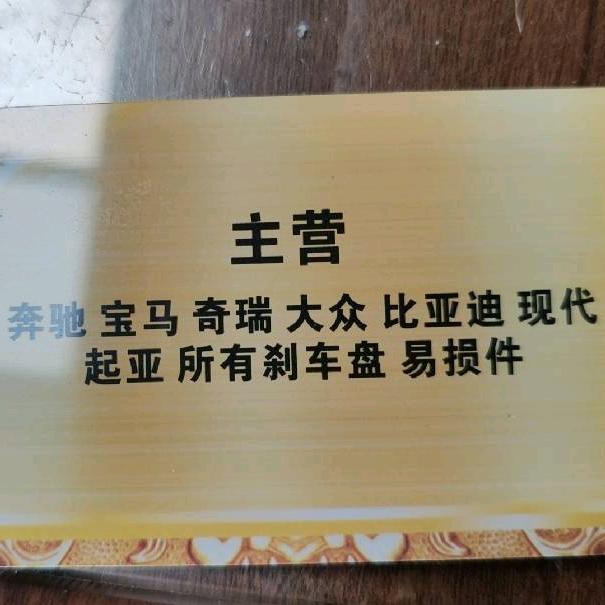 主营
奔驰 宝马 奇瑞 大众 比亚迪 现代
起亚 所有刹车盘 易损件